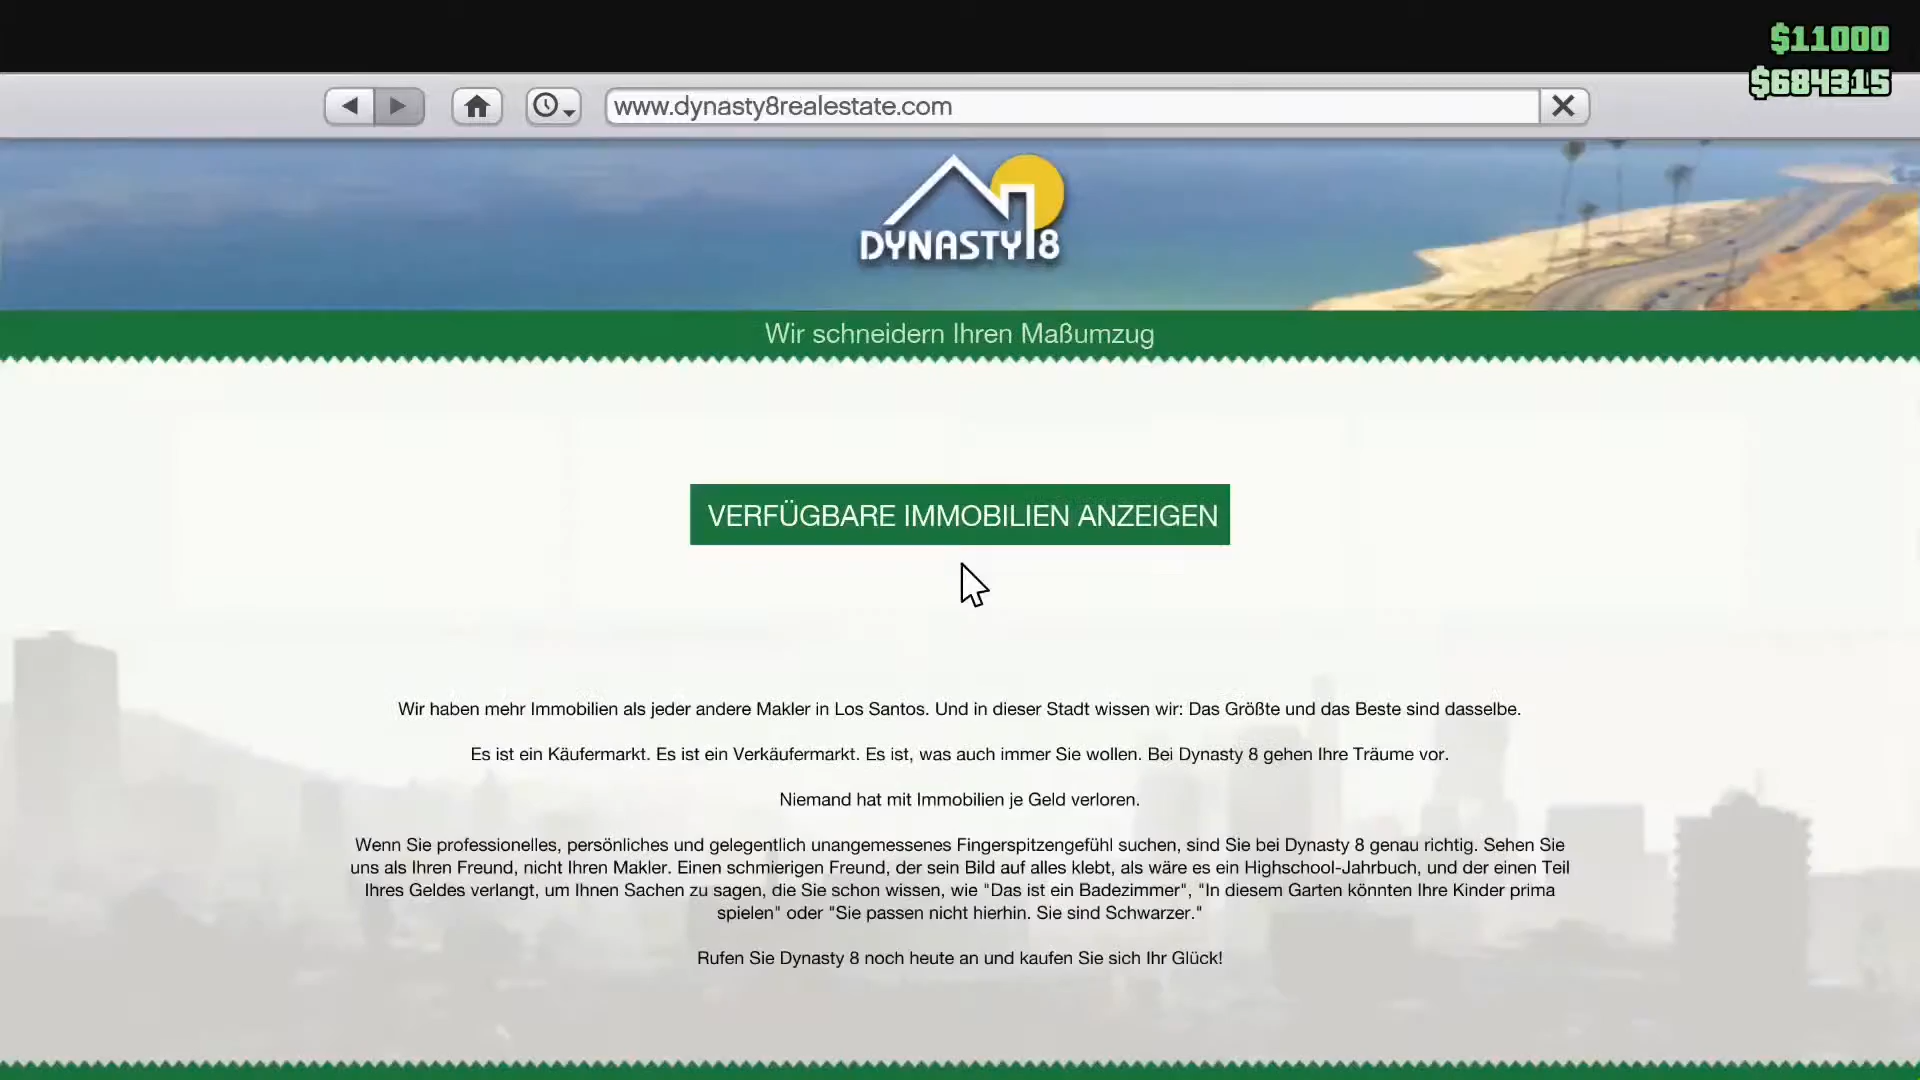 $11000
$684315
www.dynasty8realestate.com
DYNASTY 8
Wir schneidern Ihren Maßumzug
VERFÜGBARE IMMOBILIEN ANZEIGEN
Wir haben mehr Immobilien als jeder andere Makler in Los Santos. Und in dieser Stadt wissen wir: Das Größte und das Beste sind dasselbe.
Es ist ein Käufermarkt. Es ist ein Verkäufermarkt. Es ist, was auch immer Sie wollen. Bei Dynasty 8 gehen Ihre Träume vor.
Niemand hat mit Immobilien je Geld verloren.
Wenn Sie professionelles, persönliches und gelegentlich unangemessenes Fingerspitzengefühl suchen, sind Sie bei Dynasty 8 genau richtig. Sehen Sie
uns als Ihren Freund, nicht Ihren Makler. Einen schmierigen Freund, der sein Bild auf alles klebt, als wäre es ein Highschool-Jahrbuch, und der einen Teil
Ihres Geldes verlangt, um Ihnen Sachen zu sagen, die Sie schon wissen, wie "Das ist ein Badezimmer", "In diesem Garten könnten Ihre Kinder prima
spielen" oder "Sie passen nicht hierhin. Sie sind Schwarzer."
Rufen Sie Dynasty 8 noch heute an und kaufen Sie sich Ihr Glück!